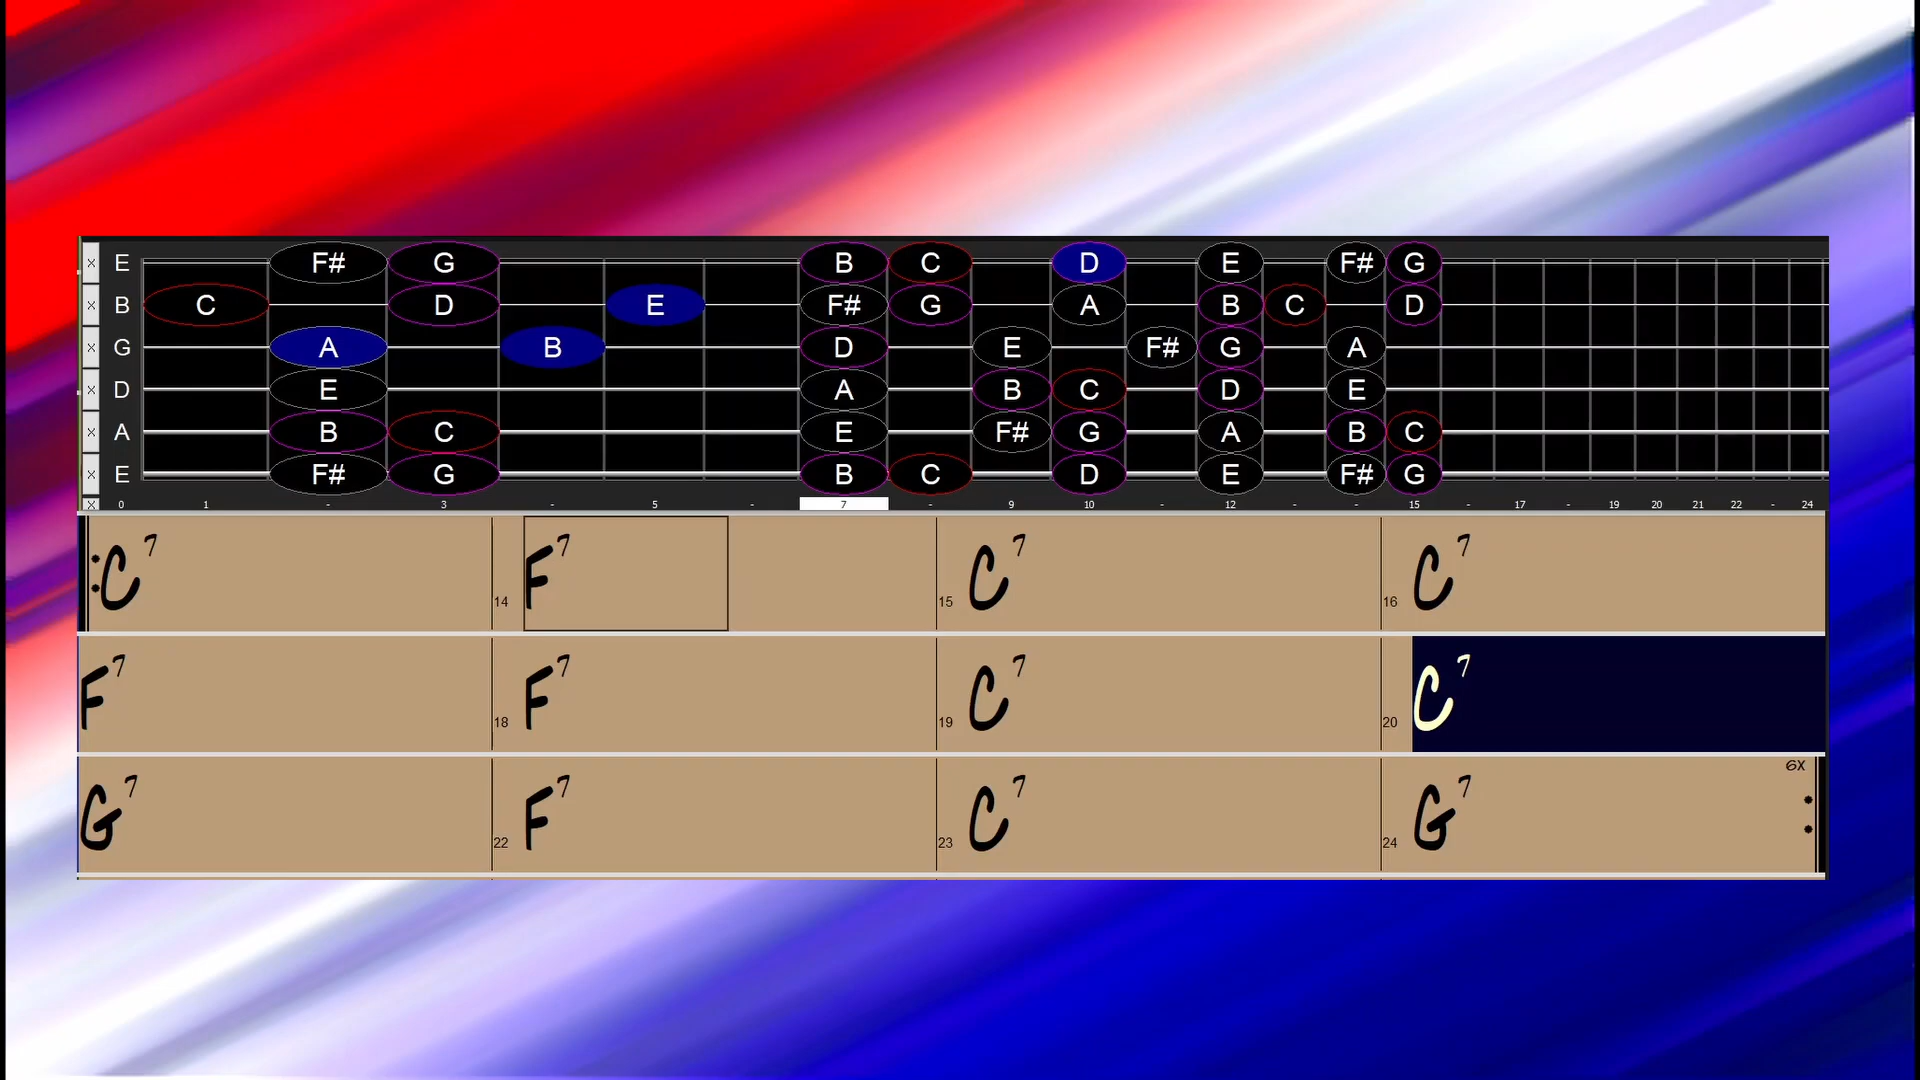 x E F# G B C D E F# G
x B C D E F# G A B C D
x G A B D E F# G A
x D E A B C D E
x A B C E F# G A B C
x E F# G B C D E F# G
x 0 1 - 3 - 5 - 7 - 9 10 - 12 - - 15 - 17 - 19 20 21 22 - 24
C7 14 F7 15 C7 16 C7
F7 18 F7 19 C7 20 C7
6X
G7 22 F7 23 C7 24 G7